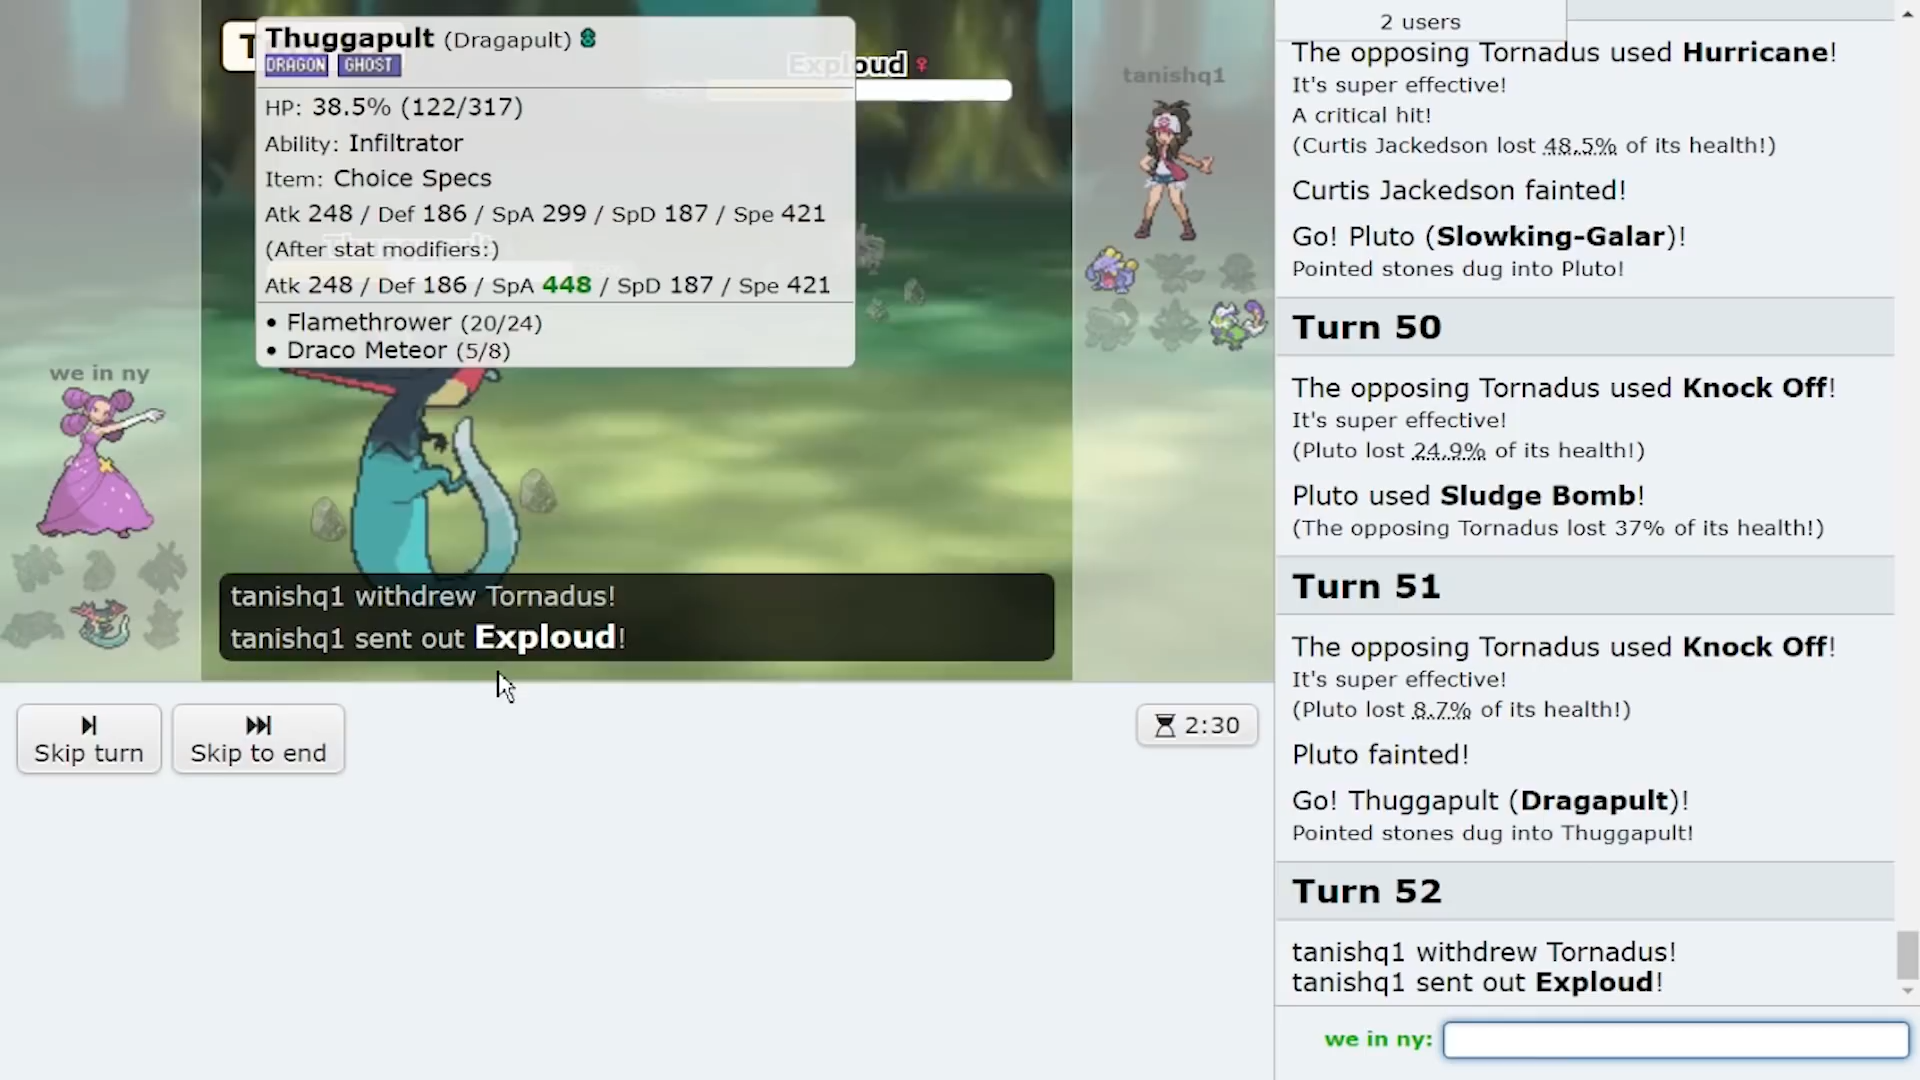 Thuggapult (Dragapult)
DRAGON GHOST
HP: 38.5% (122/317)
Ability: Infiltrator
Item: Choice Specs
Atk 248 / Def 186 / SpA 299 / SpD 187 / Spe 421
(After stat modifiers:)
Atk 248 / Def 186 / SpA 448 / SpD 187 / Spe 421
• Flamethrower (20/24)
• Draco Meteor (5/8)
Exploud ♀
tanishq1
we in ny
tanishq1 withdrew Tornadus!
tanishq1 sent out Exploud!
Skip turn
Skip to end
2:30
2 users
The opposing Tornadus used Hurricane!
It's super effective!
A critical hit!
(Curtis Jackedson lost 48.5% of its health!)
Curtis Jackedson fainted!
Go! Pluto (Slowking-Galar)!
Pointed stones dug into Pluto!
Turn 50
The opposing Tornadus used Knock Off!
It's super effective!
(Pluto lost 24.9% of its health!)
Pluto used Sludge Bomb!
(The opposing Tornadus lost 37% of its health!)
Turn 51
The opposing Tornadus used Knock Off!
It's super effective!
(Pluto lost 8.7% of its health!)
Pluto fainted!
Go! Thuggapult (Dragapult)!
Pointed stones dug into Thuggapult!
Turn 52
tanishq1 withdrew Tornadus!
tanishq1 sent out Exploud!
we in ny: